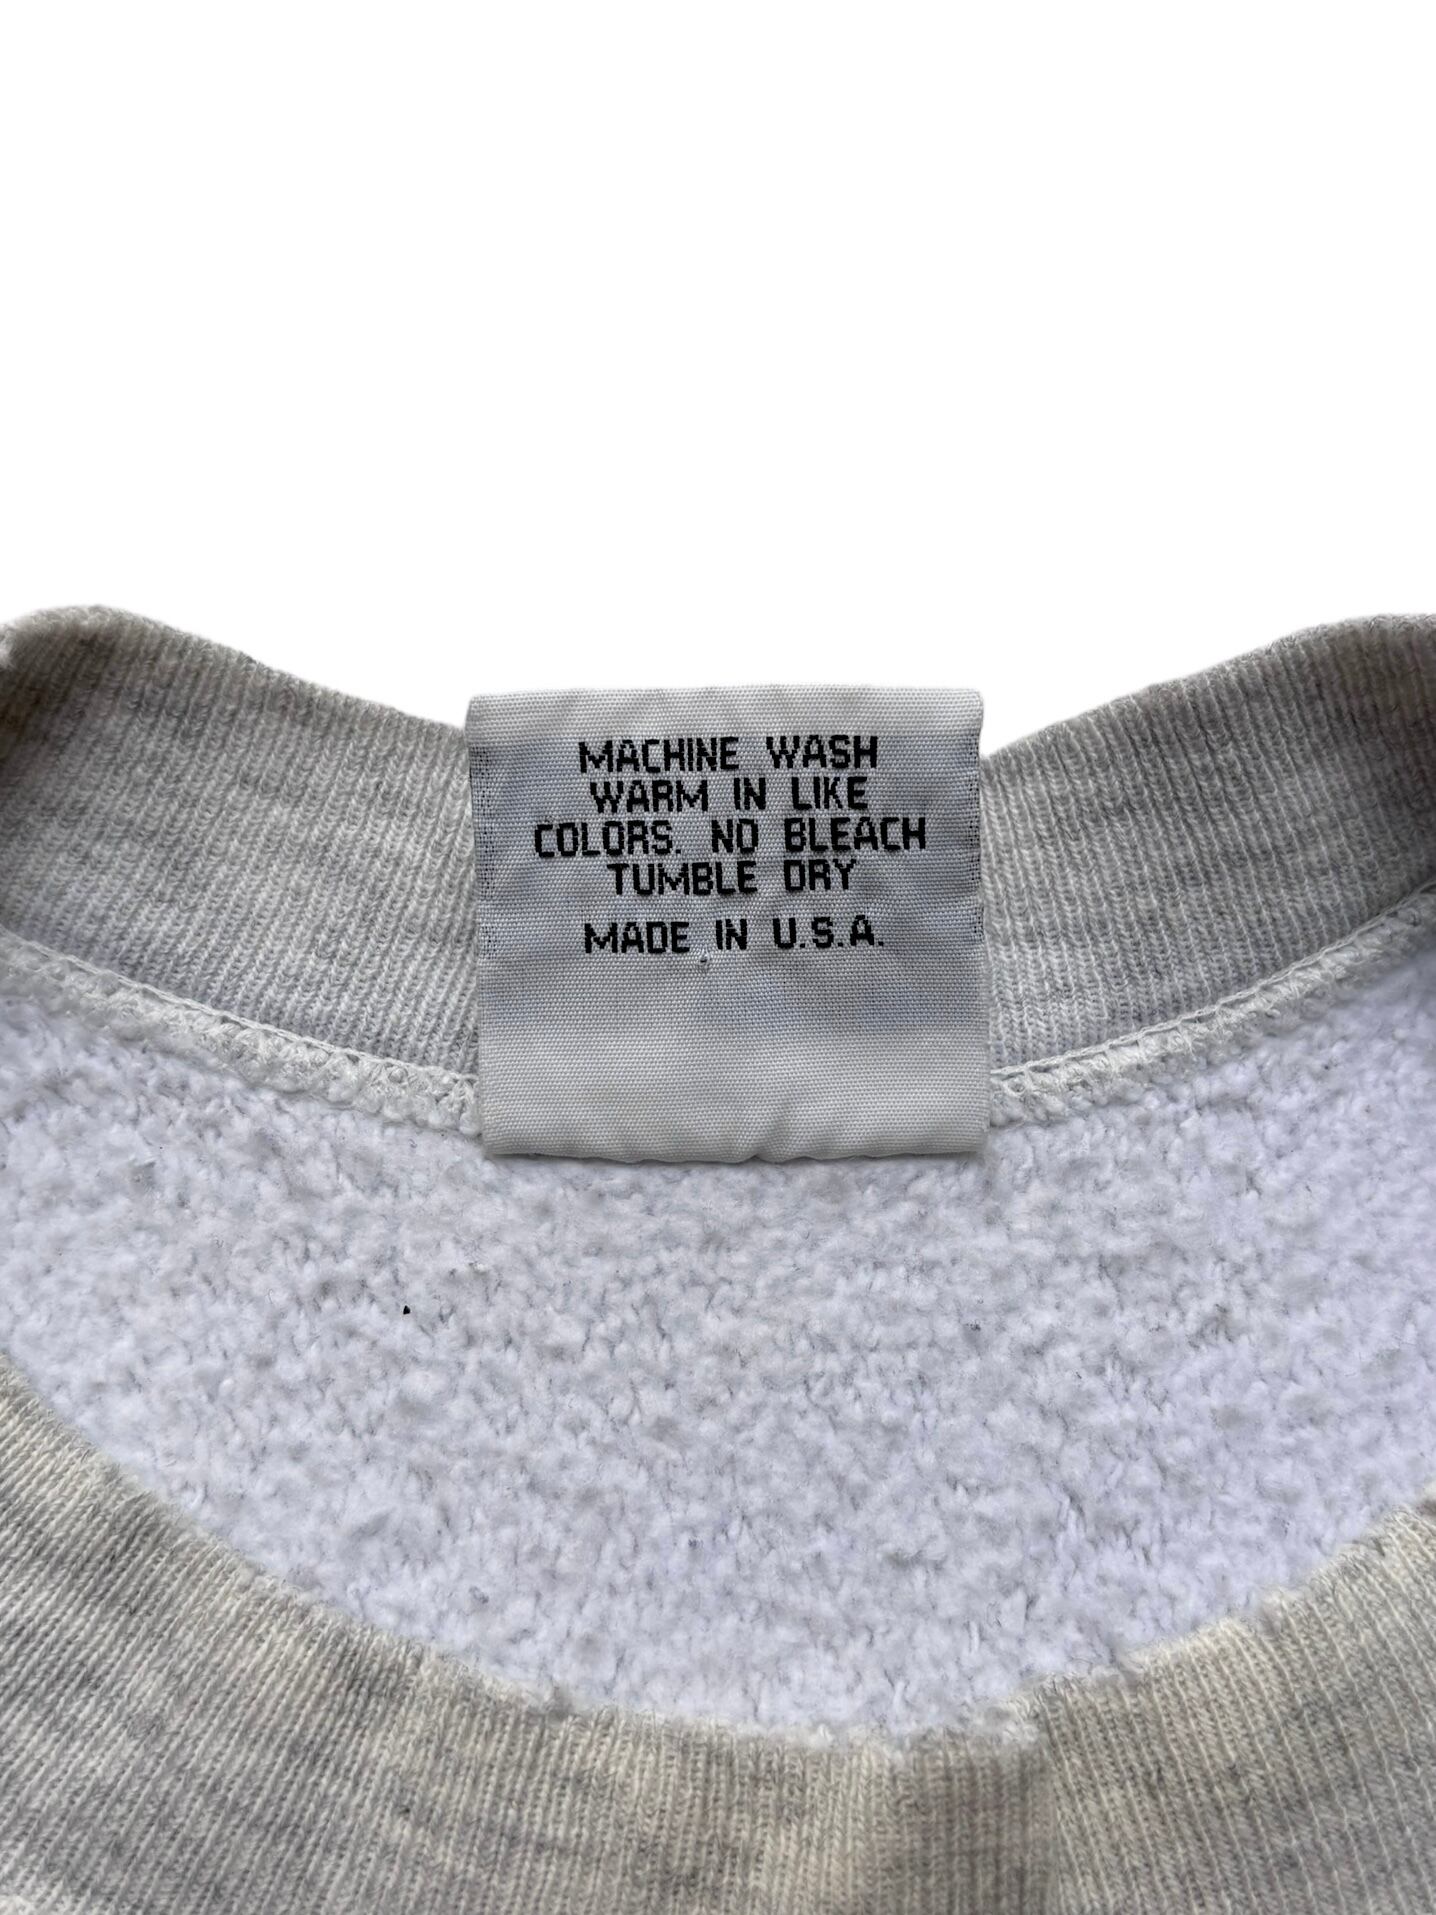 MACHINE WASH
WARM IN LIKE
COLORS. NO BLEACH
TUMBLE DRY
MADE IN U.S.A.